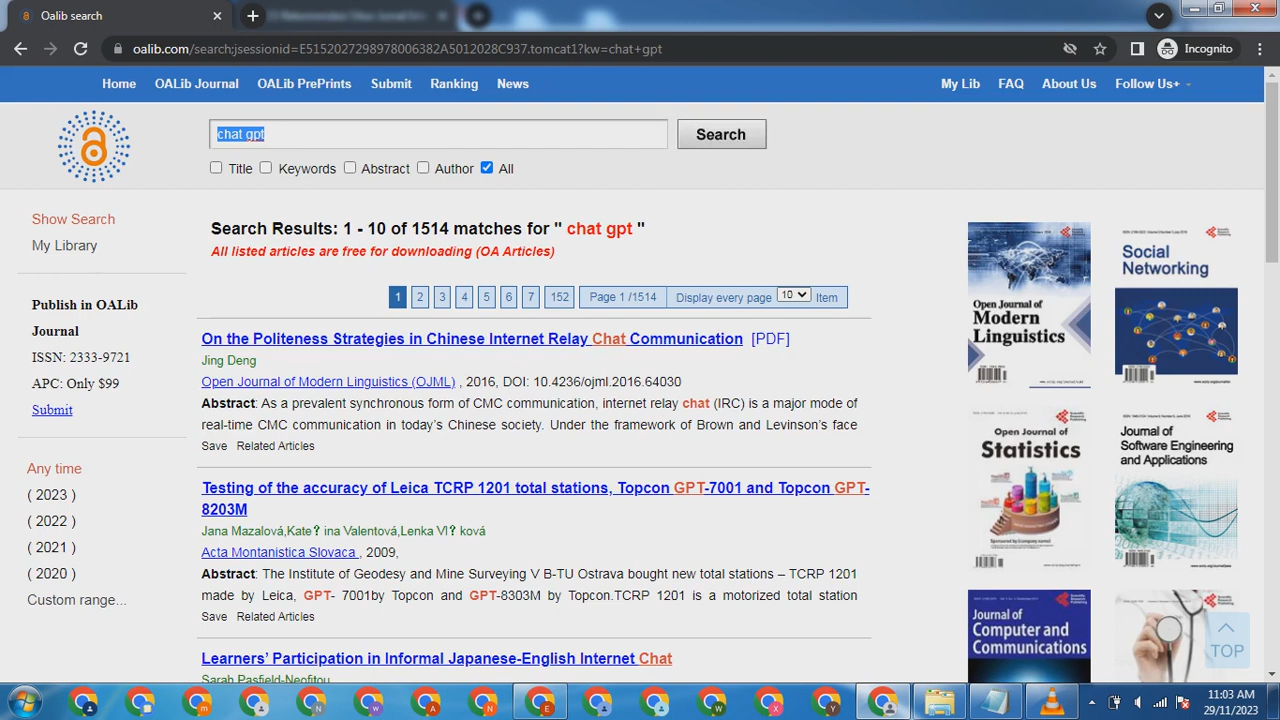 Oalib search
oalib.com/search;jsessionid=E5152027298978006382A5012028C937.tomcat1?kw=chat+gpt
Incognito
Home OALib Journal OALib PrePrints Submit Ranking News My Lib FAQ About Us Follow Us+
chat gpt Search
Title Keywords Abstract Author All
Show Search
My Library
Publish in OALib
Journal
ISSN: 2333-9721
APC: Only $99
Submit
Any time
( 2023 )
( 2022 )
( 2021 )
( 2020 )
Custom range...
Search Results: 1 - 10 of 1514 matches for " chat gpt "
All listed articles are free for downloading (OA Articles)
1 2 3 4 5 6 7 152 Page 1 /1514 Display every page 10 Item
On the Politeness Strategies in Chinese Internet Relay Chat Communication [PDF]
Jing Deng
Open Journal of Modern Linguistics (OJML) , 2016, DOI: 10.4236/ojml.2016.64030
Abstract: As a prevalent synchronous form of CMC communication, internet relay chat (IRC) is a major mode of
real-time CMC communication in today's Chinese society. Under the framework of Brown and Levinson's face
Save Related Articles
Testing of the accuracy of Leica TCRP 1201 total stations, Topcon GPT-7001 and Topcon GPT-
8203M
Jana Mazalová,Kate? ina Valentová,Lenka Vl? ková
Acta Montanistica Slovaca , 2009,
Abstract: The Institute of Geodesy and Mine Surveying V B-TU Ostrava bought new total stations – TCRP 1201
made by Leica, GPT- 7001by Topcon and GPT-8303M by Topcon.TCRP 1201 is a motorized total station
Save Related Articles
Learners' Participation in Informal Japanese-English Internet Chat
Sarah Pasfield-Neofitou
Open Journal of
Modern
Linguistics
Social
Networking
Open Journal of
Statistics
Journal of
Software Engineering
and Applications
Journal of
Computer and
Communications
TOP
11:03 AM
29/11/2023